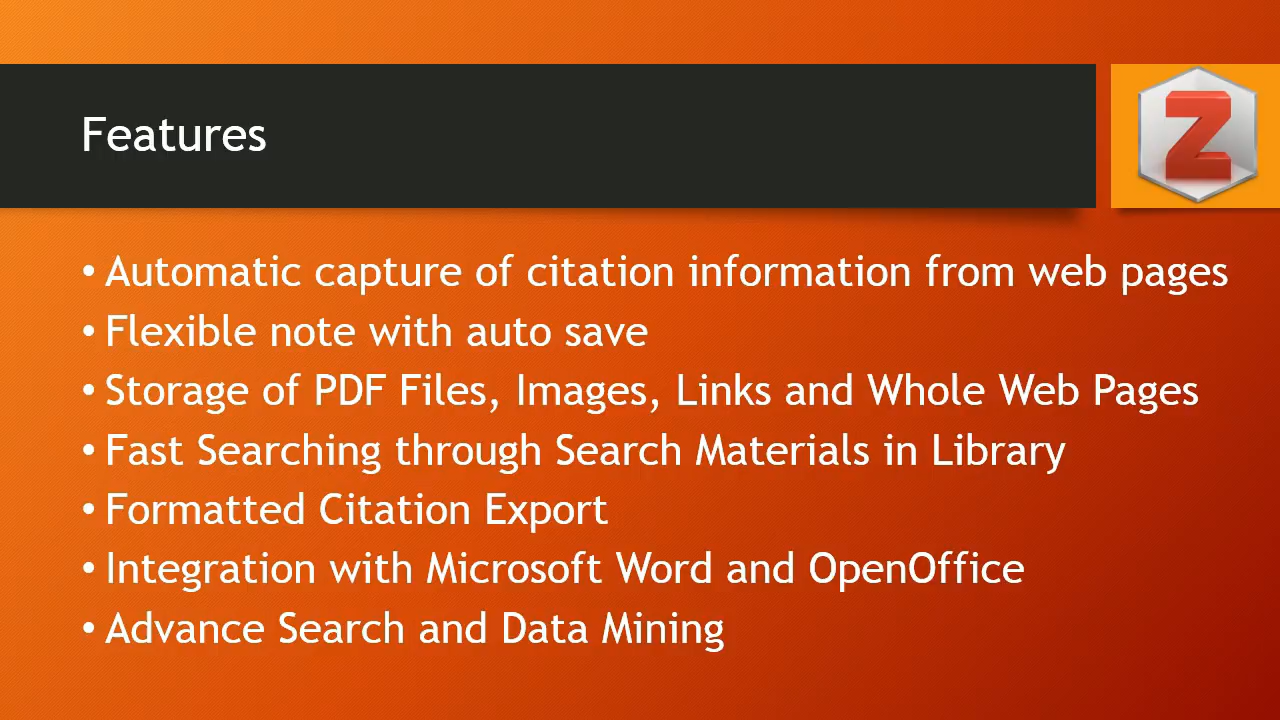 Features
Z
• Automatic capture of citation information from web pages
• Flexible note with auto save
• Storage of PDF Files, Images, Links and Whole Web Pages
• Fast Searching through Search Materials in Library
• Formatted Citation Export
• Integration with Microsoft Word and OpenOffice
• Advance Search and Data Mining